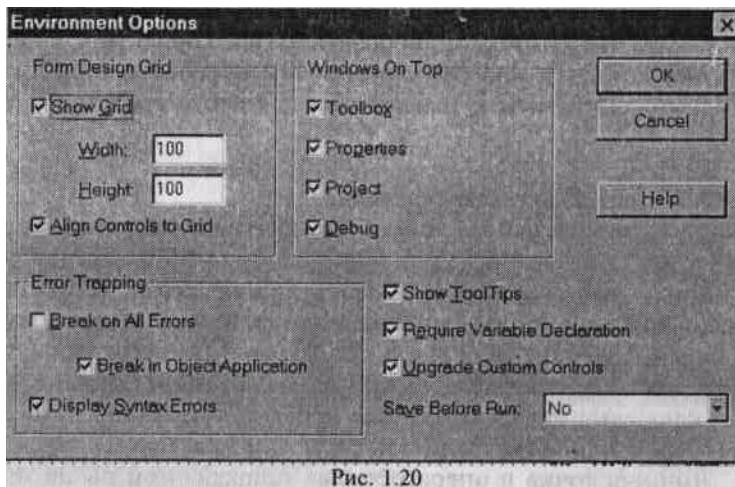 Environment Options
Form Design Grid
Show Grid
Width: 100
Height: 100
Align Controls to Grid
Windows On Top
Toolbox
Properties
Project
Debug
OK
Cancel
Help
Error Trapping
Break on All Errors
Break in Object Application
Display Syntax Errors
Show ToolTips
Require Variable Declaration
Upgrade Custom Controls
Save Before Run: No
Рис. 1.20